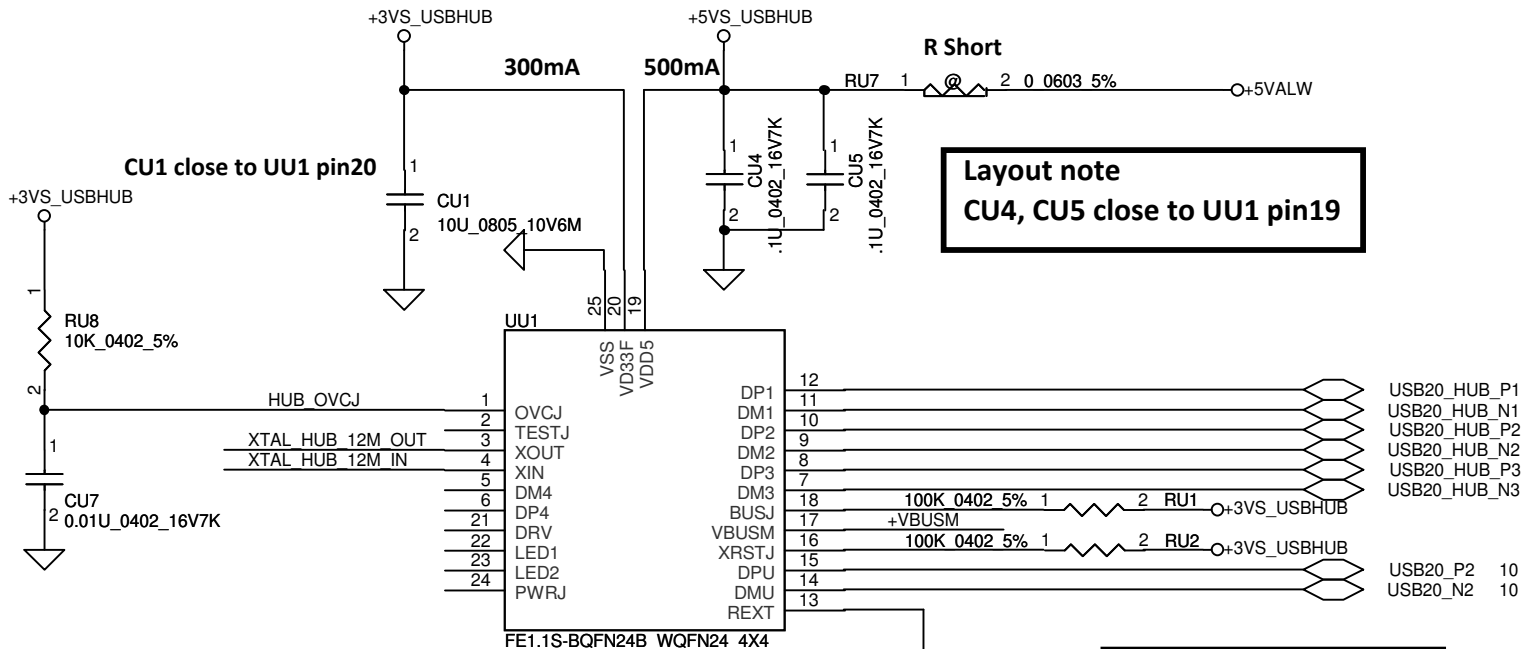 +3VS_USBHUB
+5VS_USBHUB
R Short
300mA
500mA
RU7 1 @ 2 0_0603_5%
+5VALW
CU1 close to UU1 pin20
1
CU1
10U_0805_10V6M
2
1
CU4
.1U_0402_16V7K
2
1
CU5
.1U_0402_16V7K
2
Layout note
CU4, CU5 close to UU1 pin19
+3VS_USBHUB
1
RU8
10K_0402_5%
2
1
CU7
0.01U_0402_16V7K
2
UU1
25 20 19
VSS VD33F VDD5
HUB_OVCJ 1 OVCJ
2 TESTJ
XTAL_HUB_12M_OUT 3 XOUT
XTAL_HUB_12M_IN 4 XIN
5 DM4
6 DP4
21 DRV
22 LED1
23 LED2
24 PWRJ
DP1 12 USB20_HUB_P1
DM1 11 USB20_HUB_N1
DP2 10 USB20_HUB_P2
DM2 9 USB20_HUB_N2
DP3 8 USB20_HUB_P3
DM3 7 USB20_HUB_N3
BUSJ 18 100K_0402_5% 1 2 RU1 +3VS_USBHUB
VBUSM 17 +VBUSM
XRSTJ 16 100K_0402_5% 1 2 RU2 +3VS_USBHUB
DPU 15 USB20_P2 10
DMU 14 USB20_N2 10
REXT 13
FE1.1S-BQFN24B_WQFN24_4X4